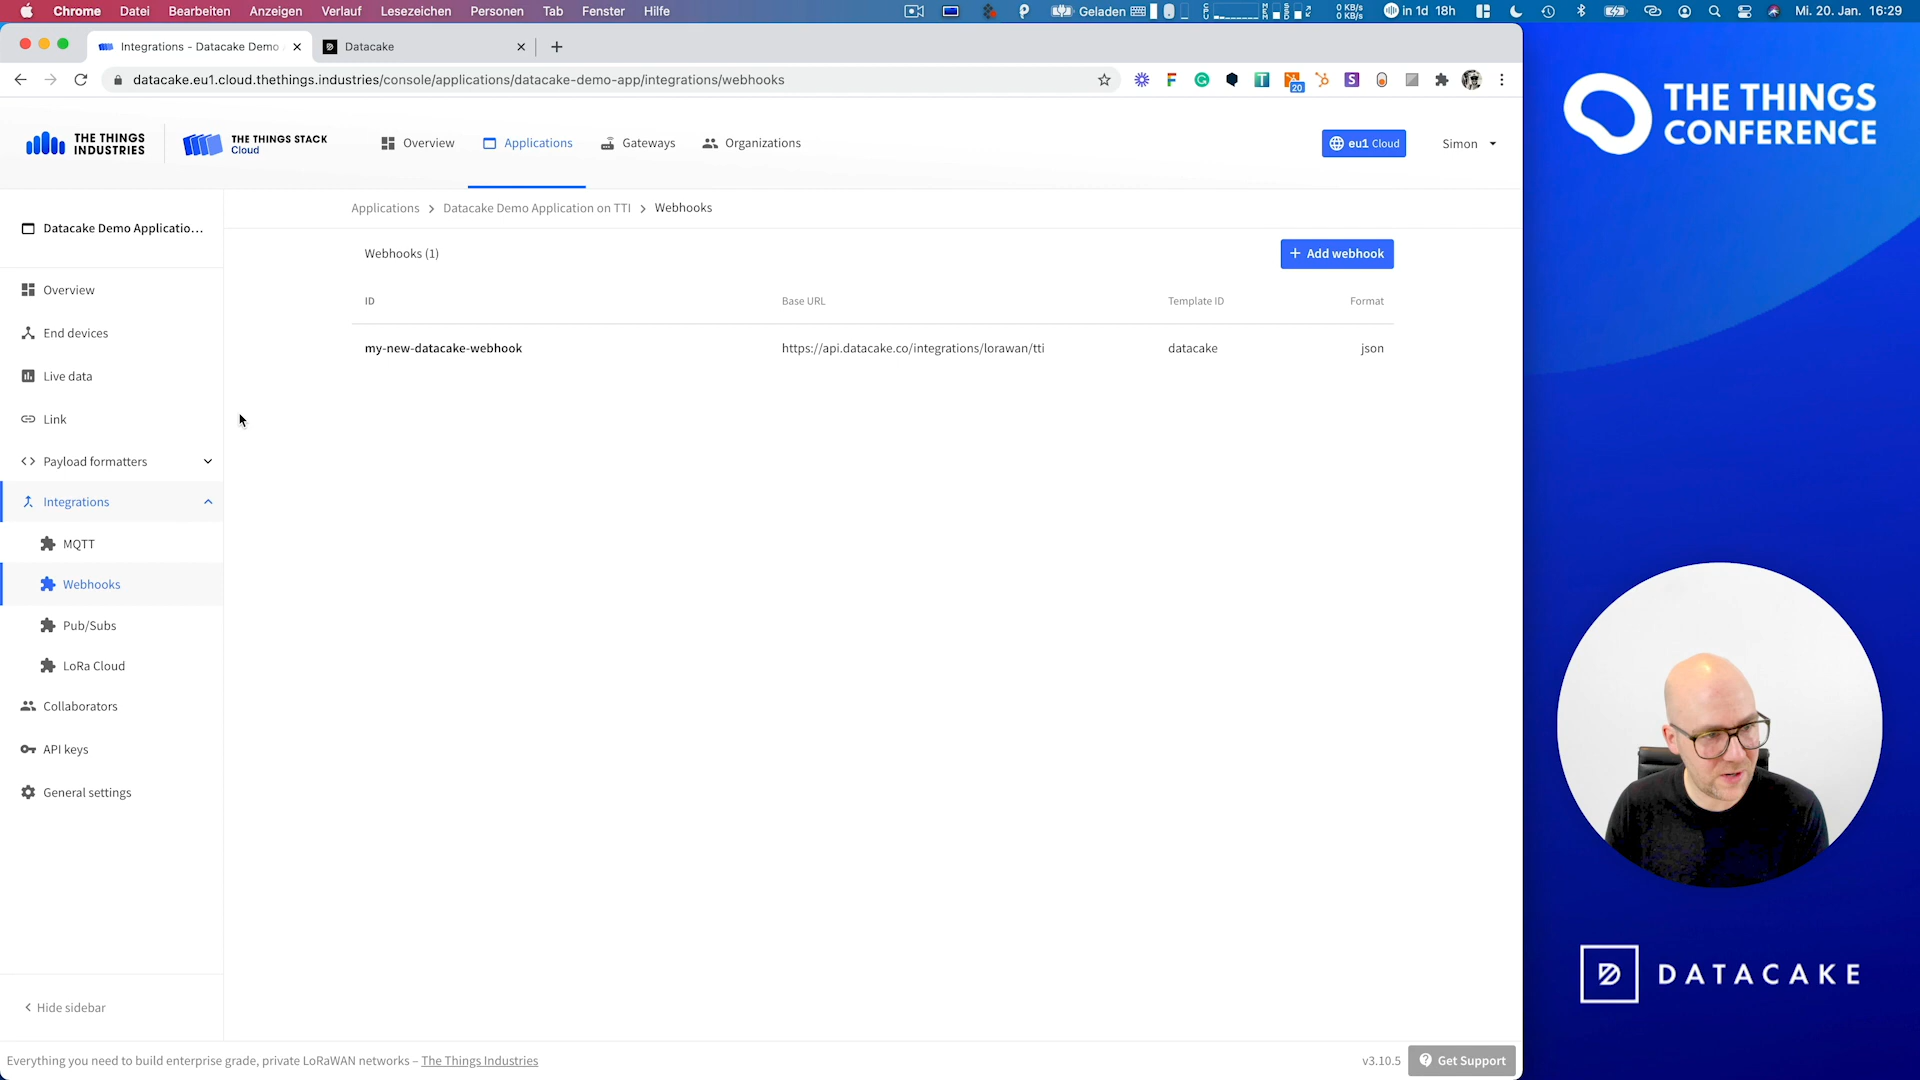 Chrome Datei Bearbeiten Anzeigen Verlauf Lesezeichen Personen Tab Fenster Hilfe Geladen 0 KB/s 0 KB/s in 1d 18h Mi. 20. Jan. 16:29
Integrations - Datacake Demo Datacake
datacake.eu1.cloud.thethings.industries/console/applications/datacake-demo-app/integrations/webhooks 20
THE THINGS INDUSTRIES
THE THINGS STACK
Cloud
Overview Applications Gateways Organizations eu1 Cloud Simon
Datacake Demo Applicatio...
Applications > Datacake Demo Application on TTI > Webhooks
Overview
End devices
Live data
Link
Payload formatters
Integrations
MQTT
Webhooks
Pub/Subs
LoRa Cloud
Collaborators
API keys
General settings
< Hide sidebar
Webhooks (1) + Add webhook
ID Base URL Template ID Format
my-new-datacake-webhook https://api.datacake.co/integrations/lorawan/tti datacake json
Everything you need to build enterprise grade, private LoRaWAN networks – The Things Industries v3.10.5 Get Support
THE THINGS
CONFERENCE
DATACAKE